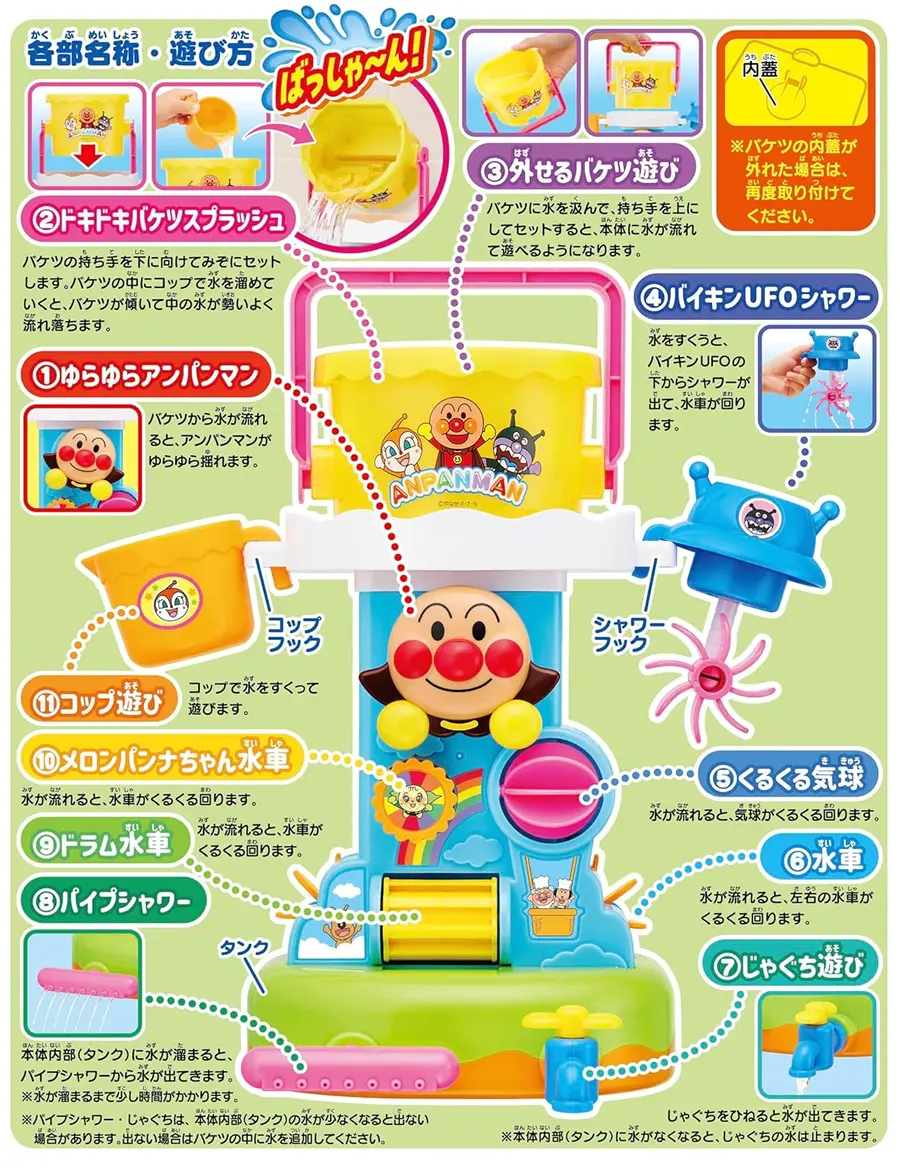 各部名称・遊び方
ばっしゃ〜ん!
内蓋
※バケツの内蓋が
外れた場合は、
再度取り付けて
ください。
③外せるバケツ遊び
バケツに水を汲んで、持ち手を上に
してセットすると、本体に水が流れ
て遊べるようになります。
②ドキドキバケツスプラッシュ
バケツの持ち手を下に向けてみぞにセット
します。バケツの中にコップで水を溜めて
いくと、バケツが傾いて中の水が勢いよく
流れ落ちます。
④バイキンUFOシャワー
水をすくうと、
バイキンUFOの
下からシャワーが
出て、水車が回り
ます。
①ゆらゆらアンパンマン
バケツから水が流れ
ると、アンパンマンが
ゆらゆら揺れます。
ANPANMAN
コップ
フック
シャワー
フック
⑪コップ遊び
コップで水をすくって
遊びます。
⑩メロンパンナちゃん水車
水が流れると、水車がくるくる回ります。
⑤くるくる気球
水が流れると、気球がくるくる回ります。
⑨ドラム水車
水が流れると、水車が
くるくる回ります。
⑥水車
水が流れると、左右の水車が
くるくる回ります。
⑧パイプシャワー
タンク
⑦じゃぐち遊び
本体内部(タンク)に水が溜まると、
パイプシャワーから水が出てきます。
※水が溜まるまで少し時間がかかります。
※パイプシャワー・じゃぐちは、本体内部(タンク)の水が少なくなると出ない
場合があります。出ない場合はバケツの中に水を追加してください。
じゃぐちをひねると水が出てきます。
※本体内部(タンク)に水がなくなると、じゃぐちの水は止まります。